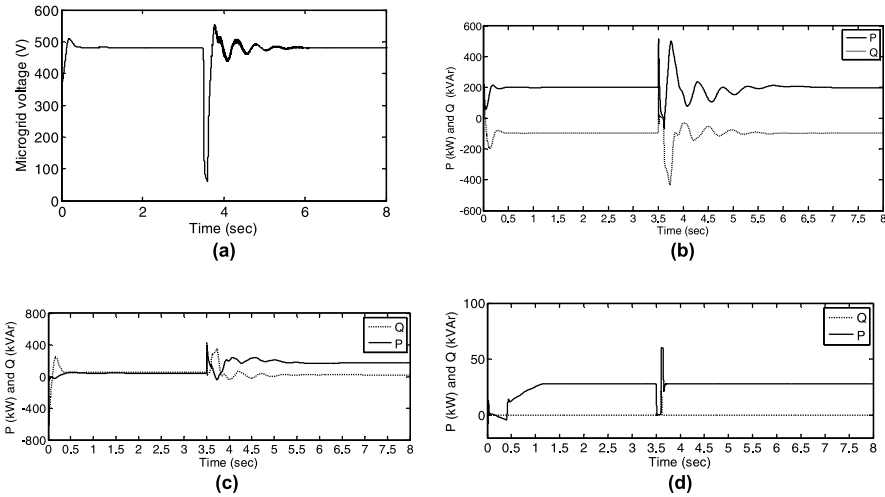 600
500
400
300
200
100
0
Microgrid voltage (V)
0 2 4 6 8
Time (sec)
(a)
600
400
200
0
-200
-400
-600
P (kW) and Q (kVAr)
P
Q
0 0.5 1 1.5 2 2.5 3 3.5 4 4.5 5 5.5 6 6.5 7 7.5 8
Time (sec)
(b)
800
400
0
-400
-800
P (kW) and Q (kVAr)
Q
P
0 0.5 1 1.5 2 2.5 3 3.5 4 4.5 5 5.5 6 6.5 7 7.5 8
Time (sec)
(c)
100
50
0
P (kW) and Q (kVAr)
Q
P
0 0.5 1 1.5 2 2.5 3 3.5 4 4.5 5 5.5 6 6.5 7 7.5 8
Time (sec)
(d)